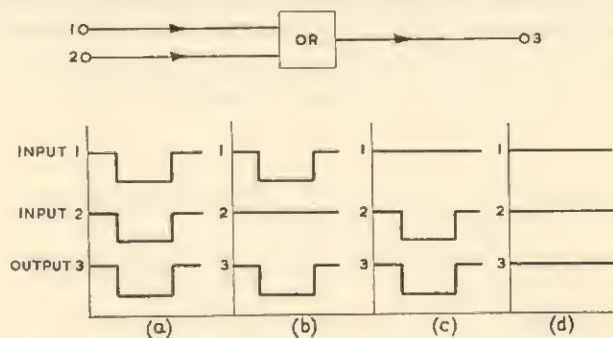 1 OR 3
2
INPUT 1 1 1 1
INPUT 2 2 2 2
OUTPUT 3 3 3 3
(a) (b) (c) (d)